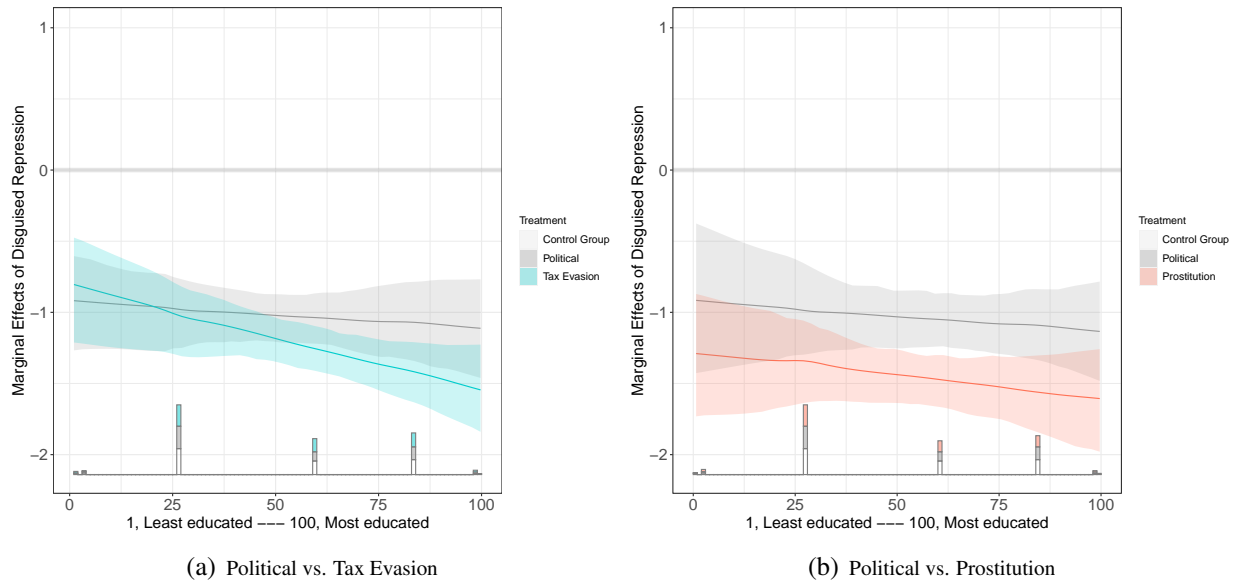 Marginal Effects of Disguised Repression
1
0
−1
−2
0
25
50
75
100
1, Least educated −−− 100, Most educated
Treatment
Control Group
Political
Tax Evasion
(a) Political vs. Tax Evasion
Marginal Effects of Disguised Repression
1
0
−1
−2
0
25
50
75
100
1, Least educated −−− 100, Most educated
Treatment
Control Group
Political
Prostitution
(b) Political vs. Prostitution